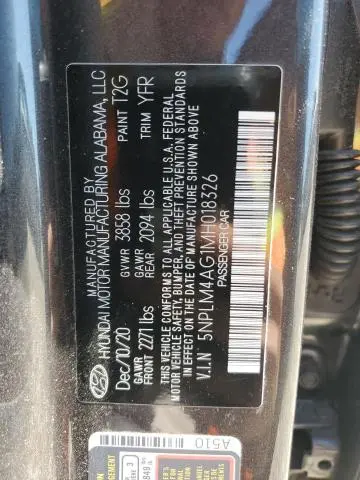 HYUNDAI MOTOR MANUFACTURING ALABAMA, LLC
Dec/10/20 GVWR 3858 lbs PAINT T2G
GAWR FRONT 2271 lbs GAWR REAR 2094 lbs TRIM YFR
THIS VEHICLE CONFORMS TO ALL APPLICABLE U.S.A. FEDERAL
MOTOR VEHICLE SAFETY, BUMPER, AND THEFT PREVENTION STANDARDS
IN EFFECT ON THE DATE OF MANUFACTURE SHOWN ABOVE
V.I.N 5NPLM4AG1MH018326
PASSENGER CAR
A510
3